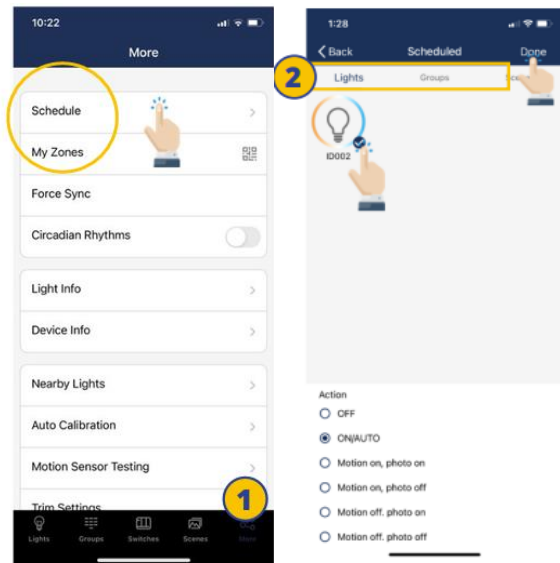 10:22
More
Schedule
My Zones
Force Sync
Circadian Rhythms
Light Info
Device Info
Nearby Lights
Auto Calibration
Motion Sensor Testing
Trim Settings
1
Lights Groups Switches Scenes More
1:28
Back Scheduled Done
2
Lights Groups
ID002
Action
OFF
ON/AUTO
Motion on, photo on
Motion on, photo off
Motion off. photo on
Motion off. photo off